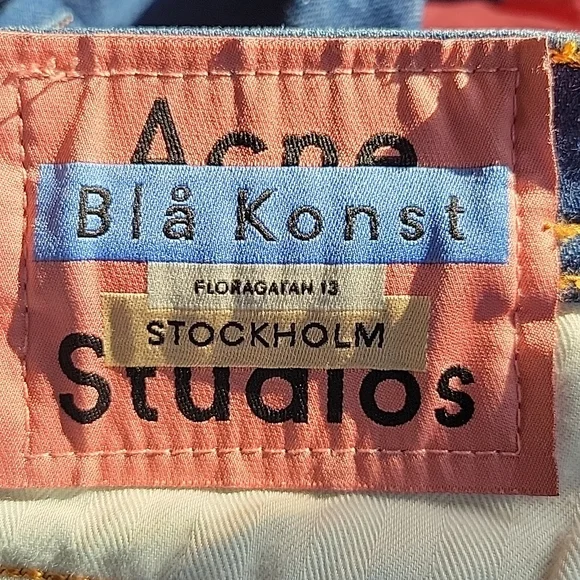 Acne
Blå Konst
FLORAGATAN 13
STOCKHOLM
Studios